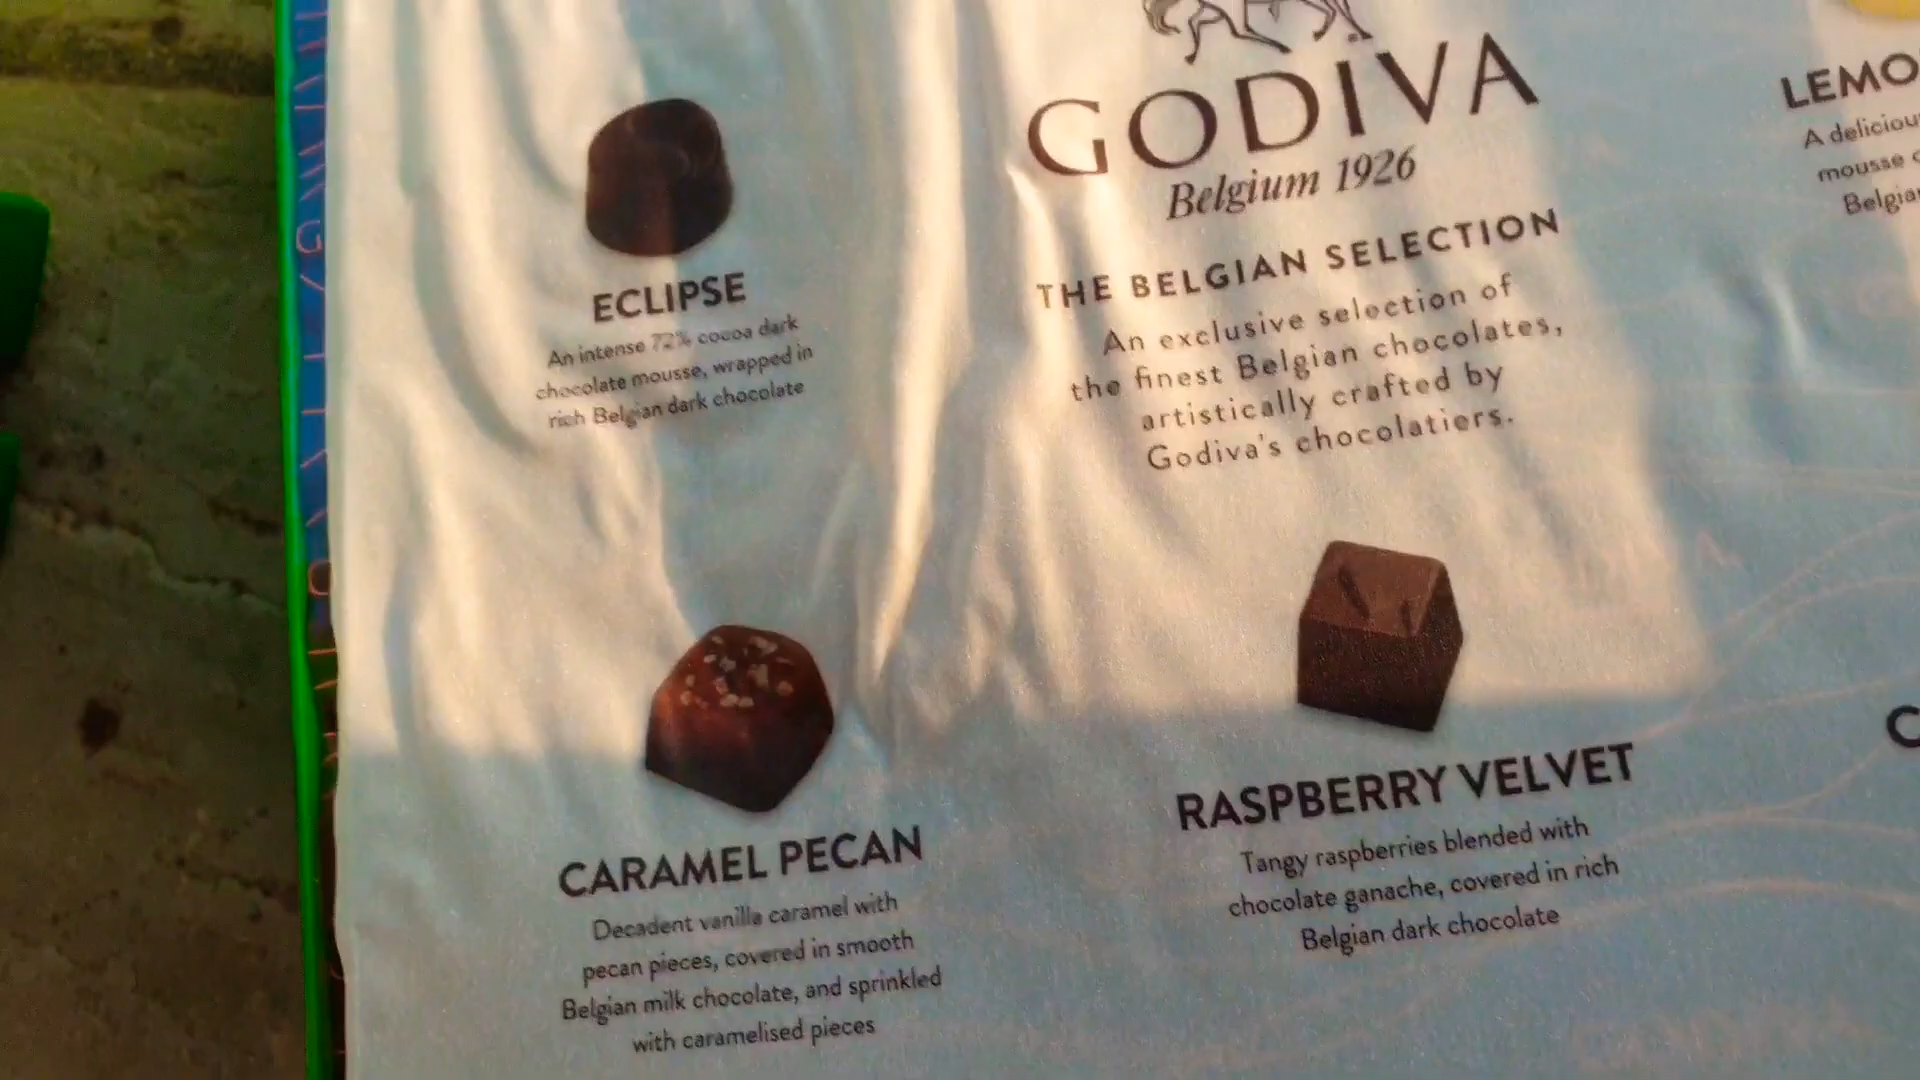 ECLIPSE
An intense 72% cocoa dark
chocolate mousse, wrapped in
rich Belgian dark chocolate
GODIVA
Belgium 1926
THE BELGIAN SELECTION
An exclusive selection of
the finest Belgian chocolates,
artistically crafted by
Godiva's chocolatiers.
A
mousse
CARAMEL PECAN
Decadent vanilla caramel with
pecan pieces, covered in smooth
Belgian milk chocolate, and sprinkled
with caramelised pieces
RASPBERRY VELVET
Tangy raspberries blended with
chocolate ganache, covered in rich
Belgian dark chocolate